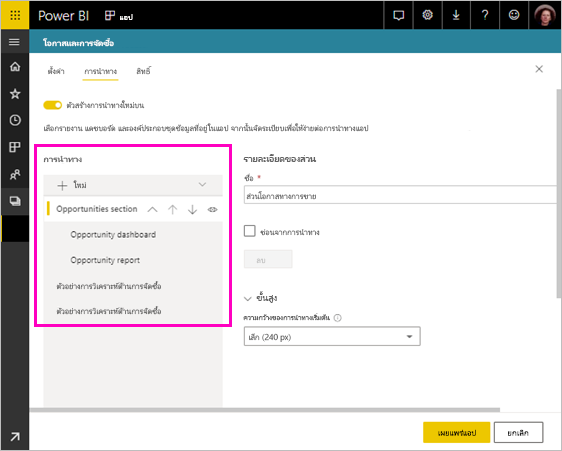 Power BI
แอป
?
โอกาสและการจัดซื้อ
ตั้งค่า
การนำทาง
สิทธิ์
ตัวสร้างการนำทางใหม่บน
เลือกรายงาน แดชบอร์ด และองค์ประกอบชุดข้อมูลที่อยู่ในแอป จากนั้นจัดระเบียบเพื่อให้ง่ายต่อการนำทางแอป
การนำทาง
ใหม่
Opportunities section
Opportunity dashboard
Opportunity report
ตัวอย่างการวิเคราะห์ด้านการจัดซื้อ
ตัวอย่างการวิเคราะห์ด้านการจัดซื้อ
รายละเอียดของส่วน
ชื่อ *
ส่วนโอกาสทางการขาย
ซ่อนจากการนำทาง
ลบ
ขั้นสูง
ความกว้างของการนำทางเริ่มต้น
เล็ก (240 px)
เผยแพร่แอป
ยกเลิก